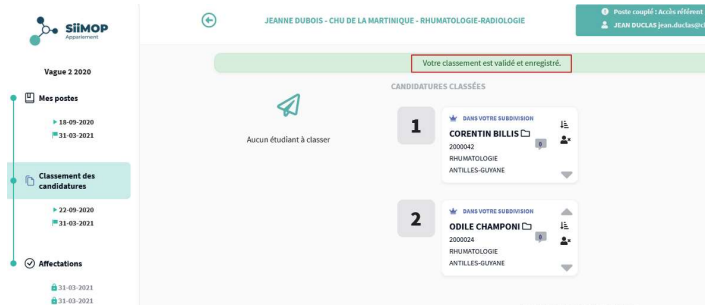 SiiMOP
Appariement
JEANNE DUBOIS - CHU DE LA MARTINIQUE - RHUMATOLOGIE-RADIOLOGIE
Poste couplé : Accès référent
JEAN DUCLAS jean.duclas@c
Vague 2 2020
Mes postes
18-09-2020
31-03-2021
Classement des
candidatures
22-09-2020
31-03-2021
Affectations
31-03-2021
31-03-2021
Votre classement est validé et enregistré.
Aucun étudiant à classer
CANDIDATURES CLASSÉES
1
DANS VOTRE SUBDIVISION
CORENTIN BILLIS
0
2000042
RHUMATOLOGIE
ANTILLES-GUYANE
2
DANS VOTRE SUBDIVISION
ODILE CHAMPONI
0
2000024
RHUMATOLOGIE
ANTILLES-GUYANE